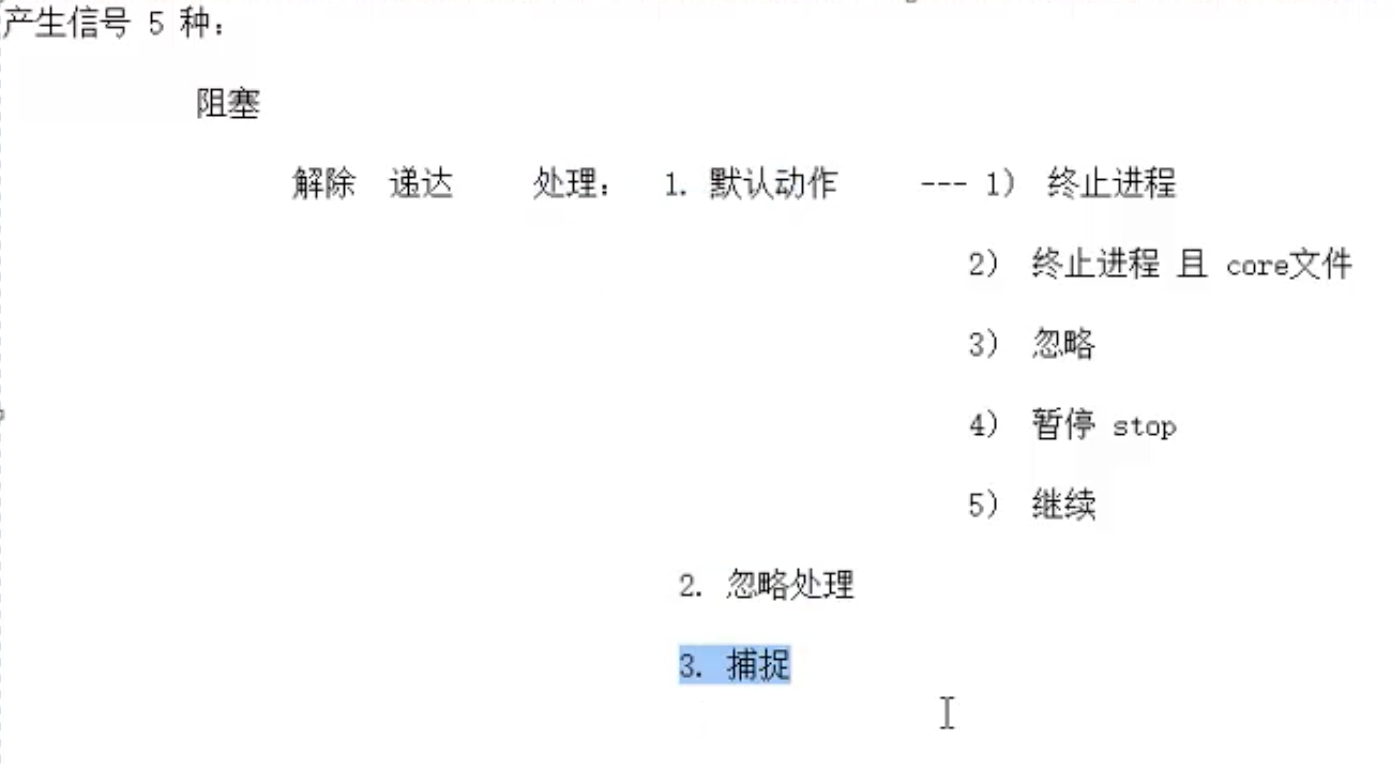 产生信号 5 种：
阻塞
解除 递达 处理： 1. 默认动作 --- 1） 终止进程
2） 终止进程 且 core文件
3） 忽略
4） 暂停 stop
5） 继续
2. 忽略处理
3. 捕捉